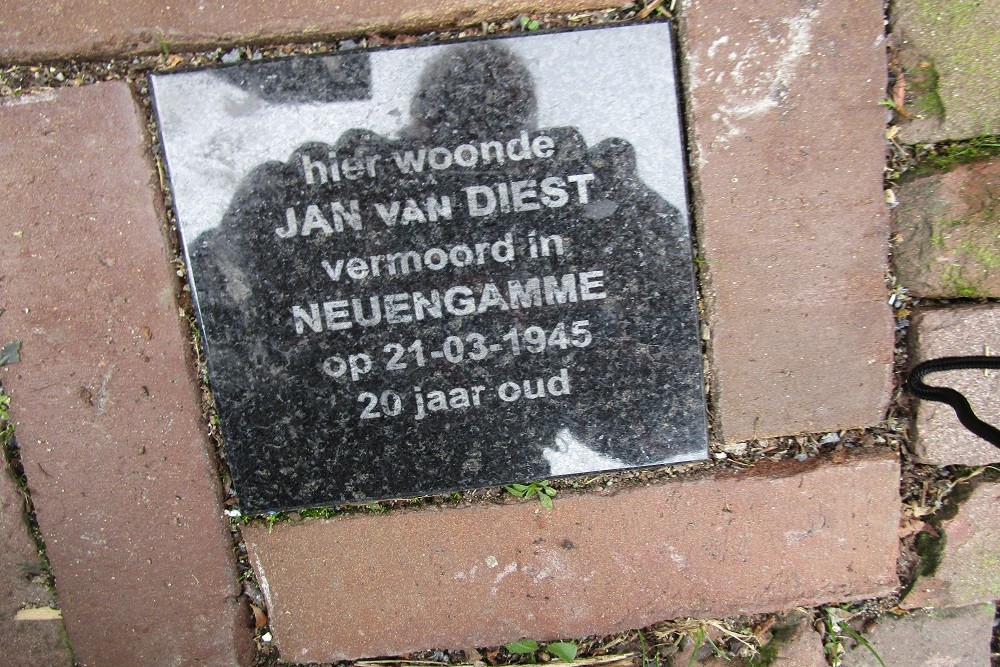 hier woonde
JAN VAN DIEST
vermoord in
NEUENGAMME
op 21-03-1945
20 jaar oud